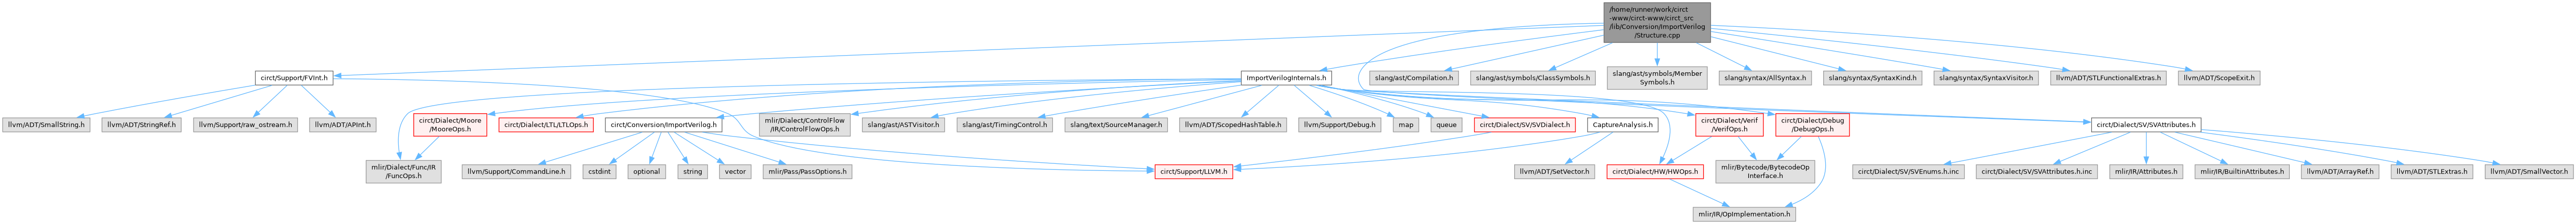 /home/runner/work/circt
-www/circt-www/circt_src
/lib/Conversion/ImportVerilog
/Structure.cpp
circt/Support/FVInt.h
ImportVerilogInternals.h
slang/ast/Compilation.h
slang/ast/symbols/ClassSymbols.h
slang/ast/symbols/Member
Symbols.h
slang/syntax/AllSyntax.h
slang/syntax/SyntaxKind.h
slang/syntax/SyntaxVisitor.h
llvm/ADT/STLFunctionalExtras.h
llvm/ADT/ScopeExit.h
llvm/ADT/SmallString.h
llvm/ADT/StringRef.h
llvm/Support/raw_ostream.h
llvm/ADT/APInt.h
circt/Dialect/Moore
/MooreOps.h
circt/Dialect/LTL/LTLOps.h
circt/Conversion/ImportVerilog.h
mlir/Dialect/ControlFlow
/IR/ControlFlowOps.h
slang/ast/ASTVisitor.h
slang/ast/TimingControl.h
slang/text/SourceManager.h
llvm/ADT/ScopedHashTable.h
llvm/Support/Debug.h
map
queue
circt/Dialect/SV/SVDialect.h
CaptureAnalysis.h
circt/Dialect/Verif
/VerifOps.h
circt/Dialect/Debug
/DebugOps.h
circt/Dialect/SV/SVAttributes.h
mlir/Dialect/Func/IR
/FuncOps.h
llvm/Support/CommandLine.h
cstdint
optional
string
vector
mlir/Pass/PassOptions.h
circt/Support/LLVM.h
llvm/ADT/SetVector.h
circt/Dialect/HW/HWOps.h
mlir/Bytecode/BytecodeOp
Interface.h
circt/Dialect/SV/SVEnums.h.inc
circt/Dialect/SV/SVAttributes.h.inc
mlir/IR/Attributes.h
mlir/IR/BuiltinAttributes.h
llvm/ADT/ArrayRef.h
llvm/ADT/STLExtras.h
llvm/ADT/SmallVector.h
mlir/IR/OpImplementation.h